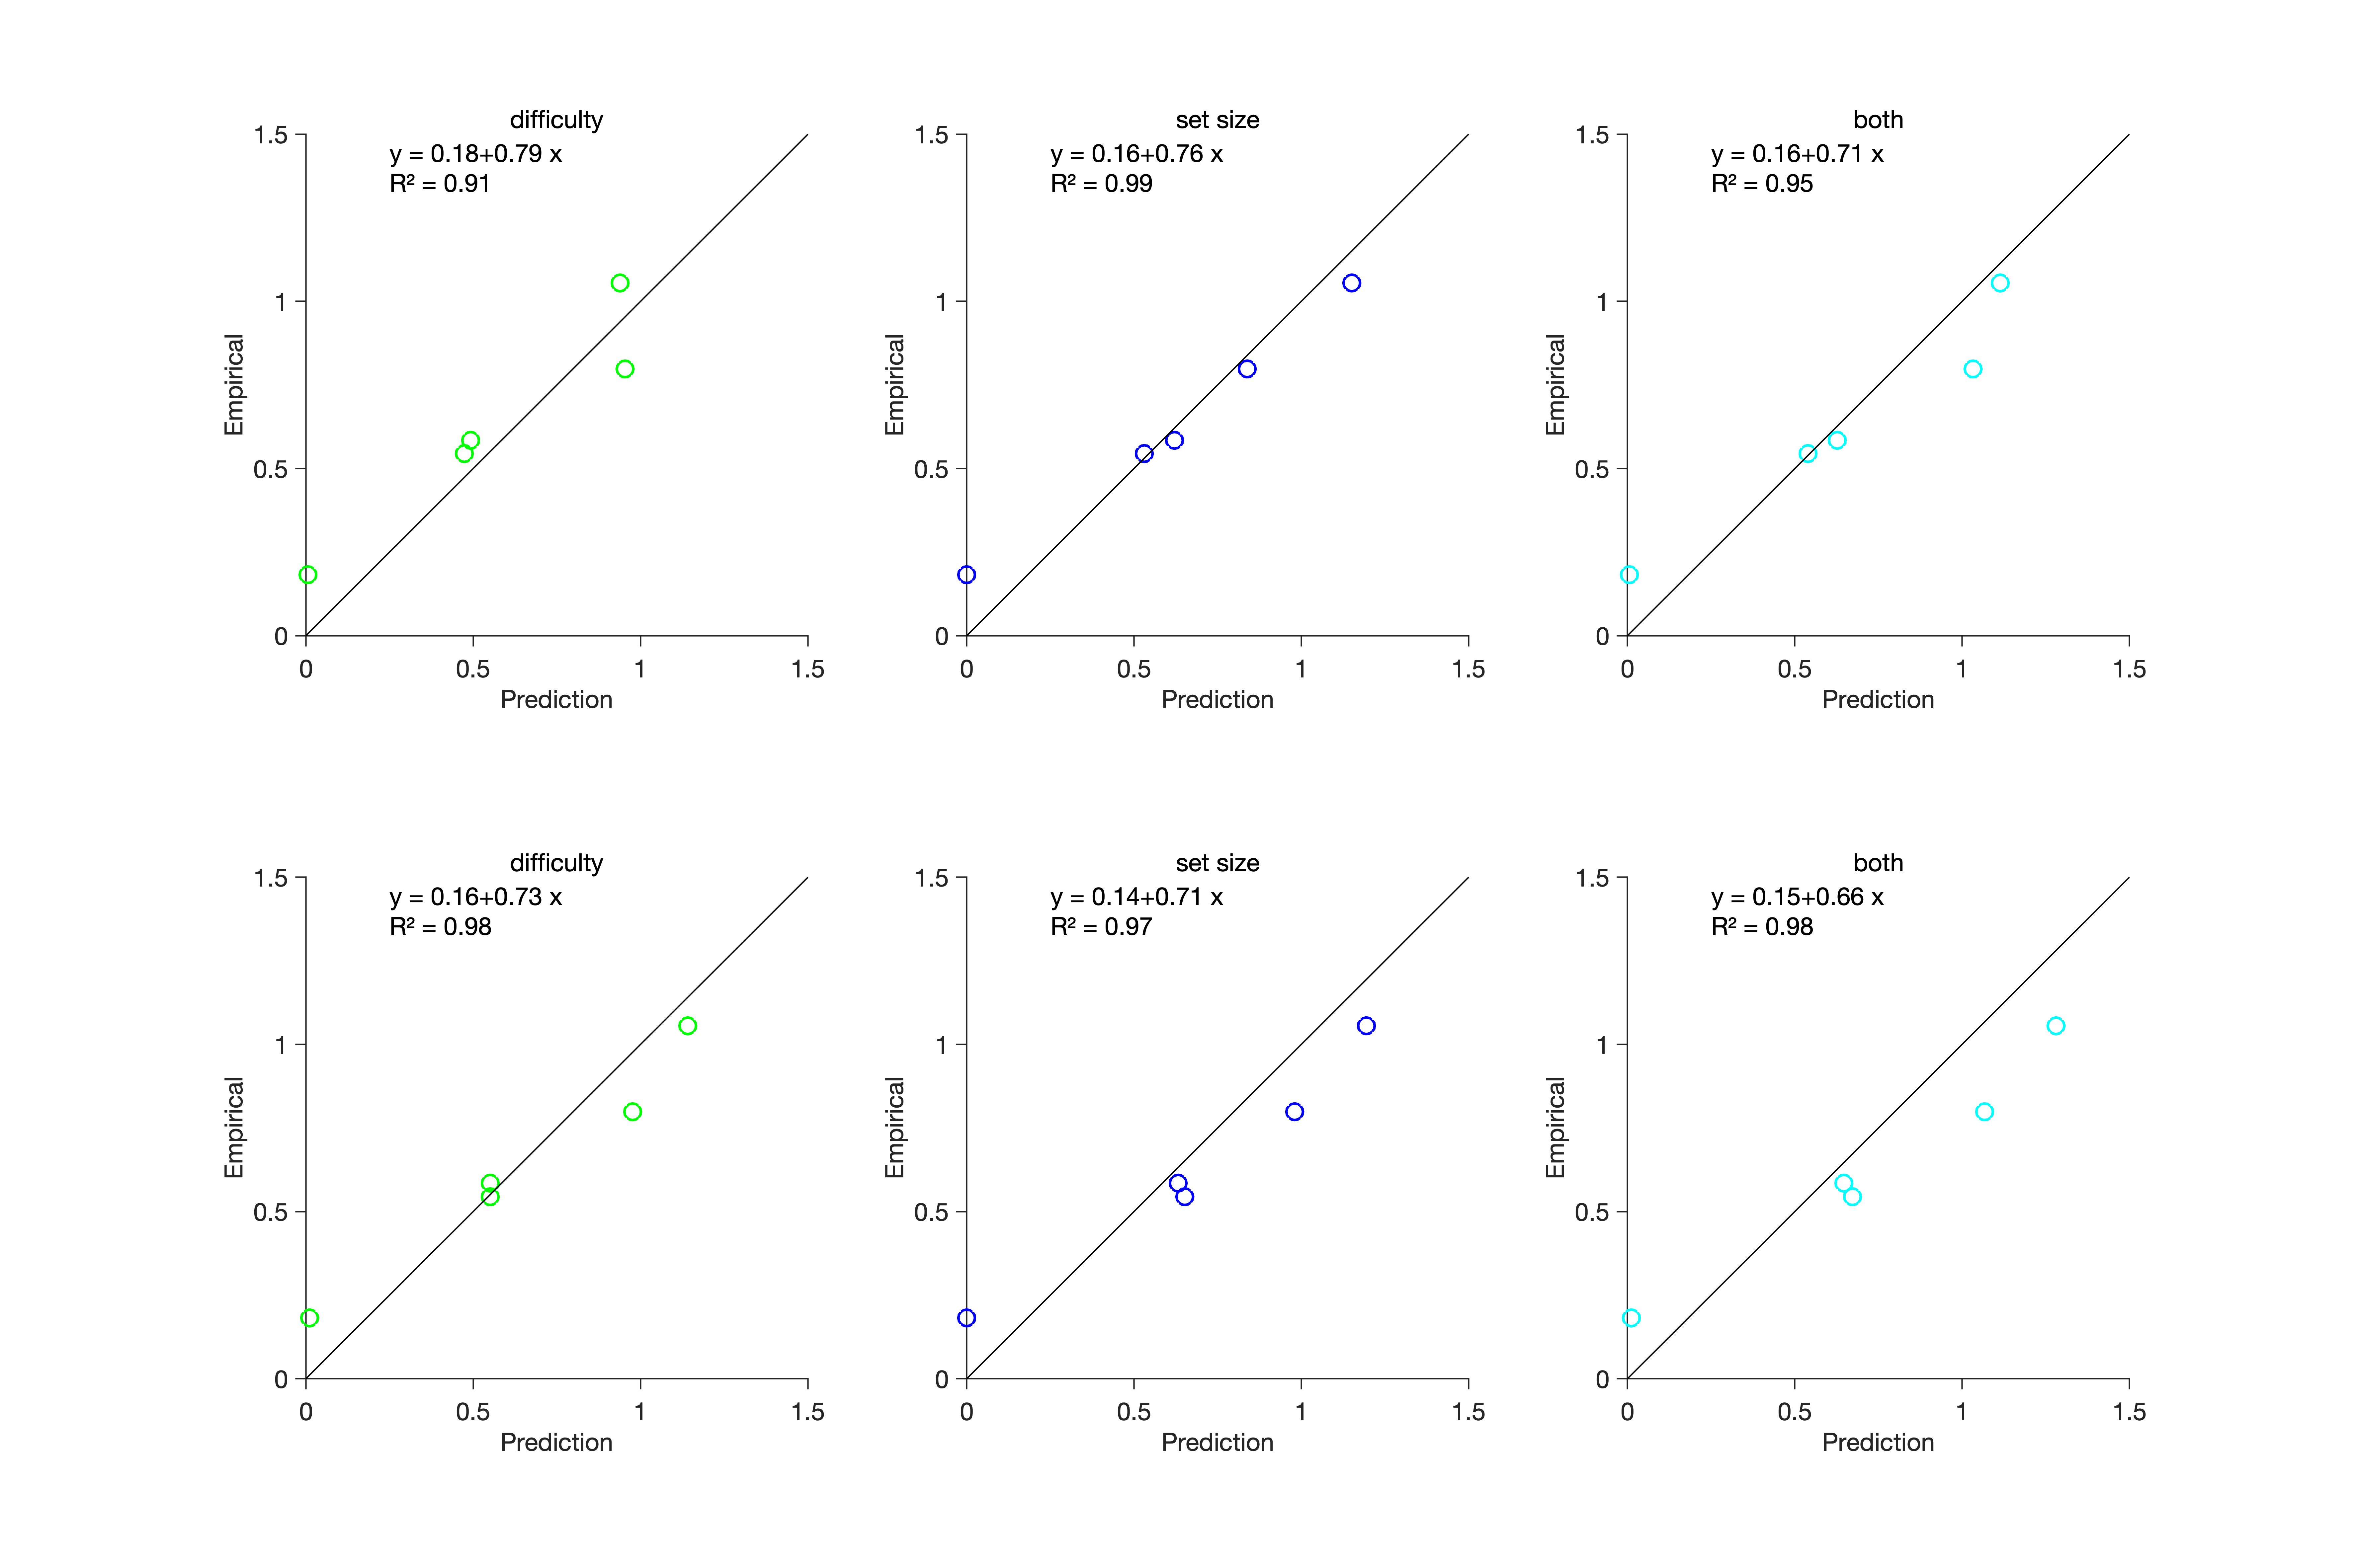 difficulty
y = 0.18+0.79 x
R² = 0.91
1.5
1
0.5
0
Empirical
0 0.5 1 1.5
Prediction
set size
y = 0.16+0.76 x
R² = 0.99
1.5
1
0.5
0
Empirical
0 0.5 1 1.5
Prediction
both
y = 0.16+0.71 x
R² = 0.95
1.5
1
0.5
0
Empirical
0 0.5 1 1.5
Prediction
difficulty
y = 0.16+0.73 x
R² = 0.98
1.5
1
0.5
0
Empirical
0 0.5 1 1.5
Prediction
set size
y = 0.14+0.71 x
R² = 0.97
1.5
1
0.5
0
Empirical
0 0.5 1 1.5
Prediction
both
y = 0.15+0.66 x
R² = 0.98
1.5
1
0.5
0
Empirical
0 0.5 1 1.5
Prediction